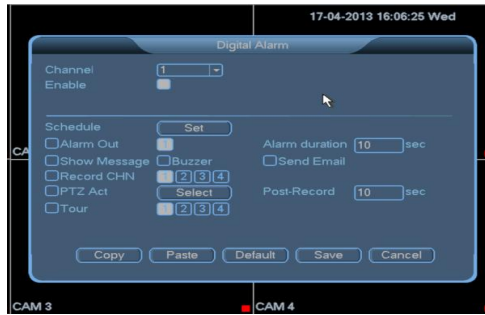 17-04-2013 16:06:25 Wed
Digital Alarm
Channel 1
Enable
Schedule Set
Alarm Out 1 Alarm duration 10 sec
Show Message Buzzer Send Email
Record CHN 1 2 3 4
PTZ Act Select Post-Record 10 sec
Tour 1 2 3 4
CA
Copy Paste Default Save Cancel
CAM 3 CAM 4